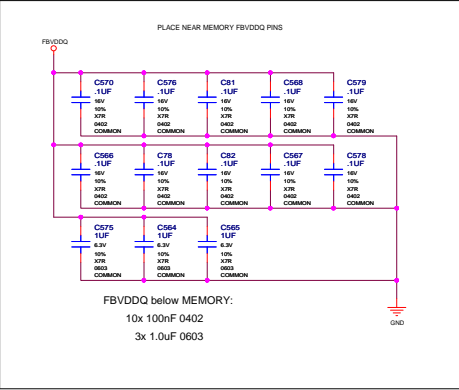 PLACE NEAR MEMORY FBVDDQ PINS
FBVDDQ
C570 C576 C81 C568 C579
.1UF .1UF .1UF .1UF .1UF
16V 16V 16V 16V 16V
10% 10% 10% 10% 10%
X7R X7R X7R X7R X7R
0402 0402 0402 0402 0402
COMMON COMMON COMMON COMMON COMMON
C566 C78 C82 C567 C578
.1UF .1UF .1UF .1UF .1UF
16V 16V 16V 16V 16V
10% 10% 10% 10% 10%
X7R X7R X7R X7R X7R
0402 0402 0402 0402 0402
COMMON COMMON COMMON COMMON COMMON
C575 C564 C565
1UF 1UF 1UF
6.3V 6.3V 6.3V
10% 10% 10%
X7R X7R X7R
0603 0603 0603
COMMON COMMON COMMON
FBVDDQ below MEMORY:
10x 100nF 0402
3x 1.0uF 0603
GND